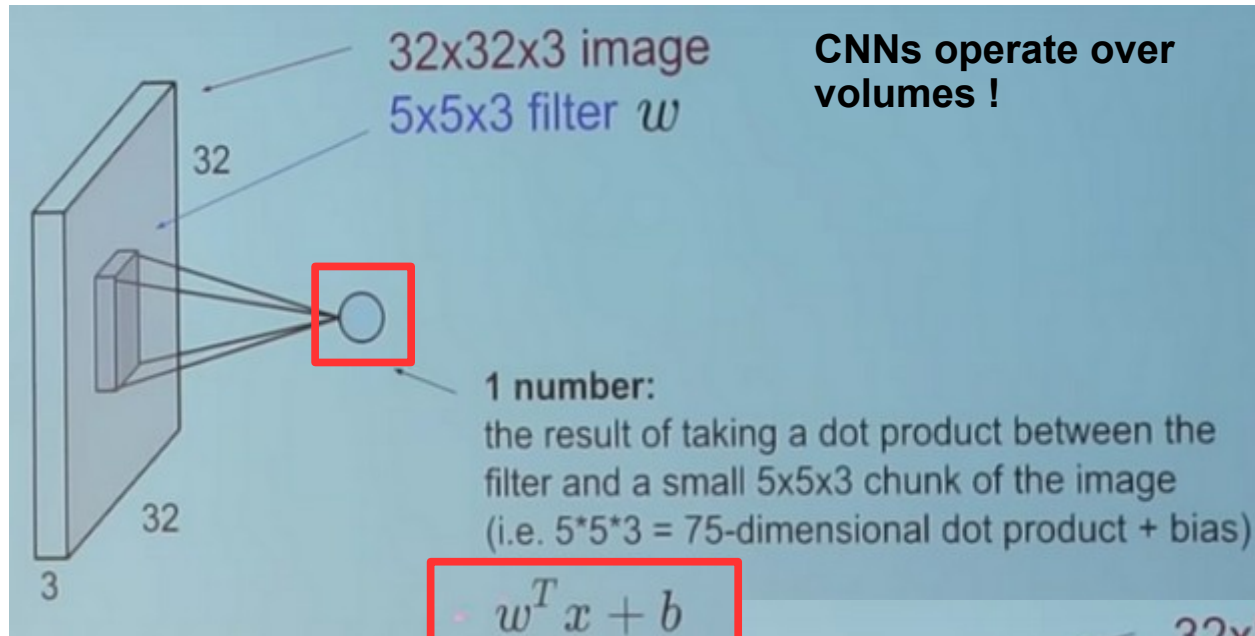 32x32x3 image
5x5x3 filter w
CNNs operate over
volumes !
32
32
3
1 number:
the result of taking a dot product between the
filter and a small 5x5x3 chunk of the image
(i.e. 5*5*3 = 75-dimensional dot product + bias)
w^T x + b